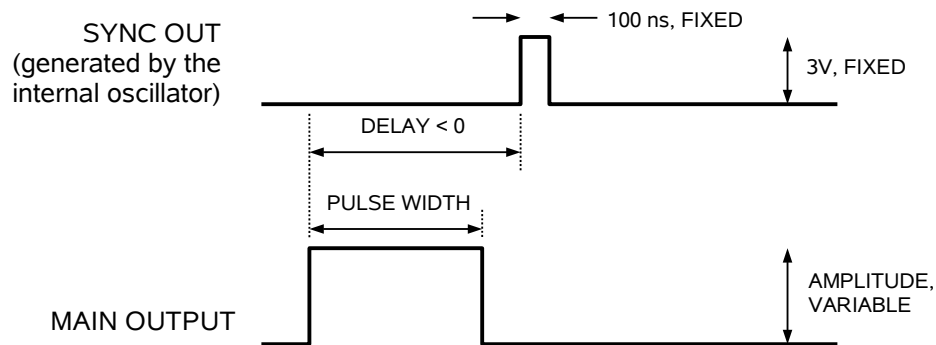 100 ns, FIXED
SYNC OUT
(generated by the
internal oscillator)
3V, FIXED
DELAY < 0
PULSE WIDTH
AMPLITUDE,
VARIABLE
MAIN OUTPUT